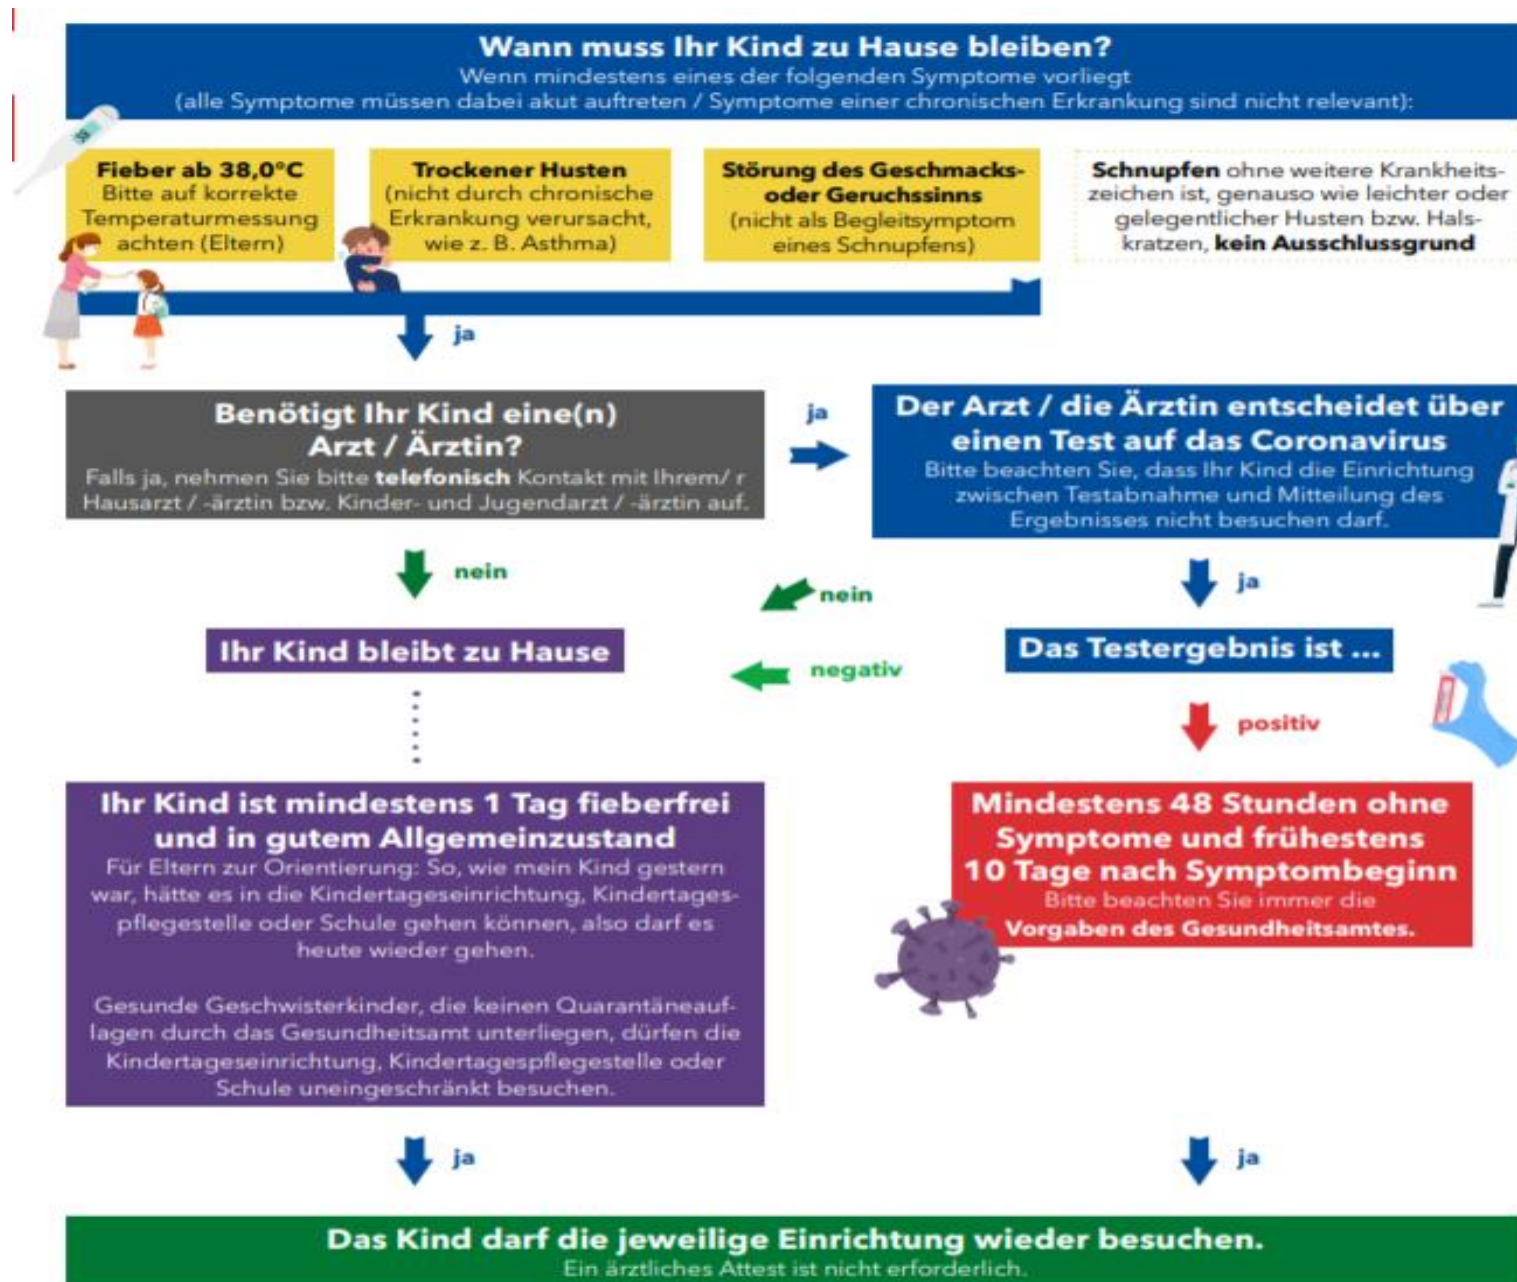 Wann muss Ihr Kind zu Hause bleiben?
Wenn mindestens eines der folgenden Symptome vorliegt
(alle Symptome müssen dabei akut auftreten / Symptome einer chronischen Erkrankung sind nicht relevant):
Fieber ab 38,0°C
Bitte auf korrekte
Temperaturmessung
achten (Eltern)
Trockener Husten
(nicht durch chronische
Erkrankung verursacht,
wie z. B. Asthma)
Störung des Geschmacks-
oder Geruchssinns
(nicht als Begleitsymptom
eines Schnupfens)
Schnupfen ohne weitere Krankheits-
zeichen ist, genauso wie leichter oder
gelegentlicher Husten bzw. Hals-
kratzen, kein Ausschlussgrund
ja
Benötigt Ihr Kind eine(n)
Arzt / Ärztin?
Falls ja, nehmen Sie bitte telefonisch Kontakt mit Ihrem/ r
Hausarzt / -ärztin bzw. Kinder- und Jugendarzt / -ärztin auf.
ja
Der Arzt / die Ärztin entscheidet über
einen Test auf das Coronavirus
Bitte beachten Sie, dass Ihr Kind die Einrichtung
zwischen Testabnahme und Mitteilung des
Ergebnisses nicht besuchen darf.
nein
nein
ja
Ihr Kind bleibt zu Hause
Das Testergebnis ist ...
negativ
positiv
Ihr Kind ist mindestens 1 Tag fieberfrei
und in gutem Allgemeinzustand
Für Eltern zur Orientierung: So, wie mein Kind gestern
war, hätte es in die Kindertageseinrichtung, Kindertages-
pflegestelle oder Schule gehen können, also darf es
heute wieder gehen.
Gesunde Geschwisterkinder, die keinen Quarantäneauf-
lagen durch das Gesundheitsamt unterliegen, dürfen die
Kindertageseinrichtung, Kindertagespflegestelle oder
Schule uneingeschränkt besuchen.
Mindestens 48 Stunden ohne
Symptome und frühestens
10 Tage nach Symptombeginn
Bitte beachten Sie immer die
Vorgaben des Gesundheitsamtes.
ja
ja
Das Kind darf die jeweilige Einrichtung wieder besuchen.
Ein ärztliches Attest ist nicht erforderlich.